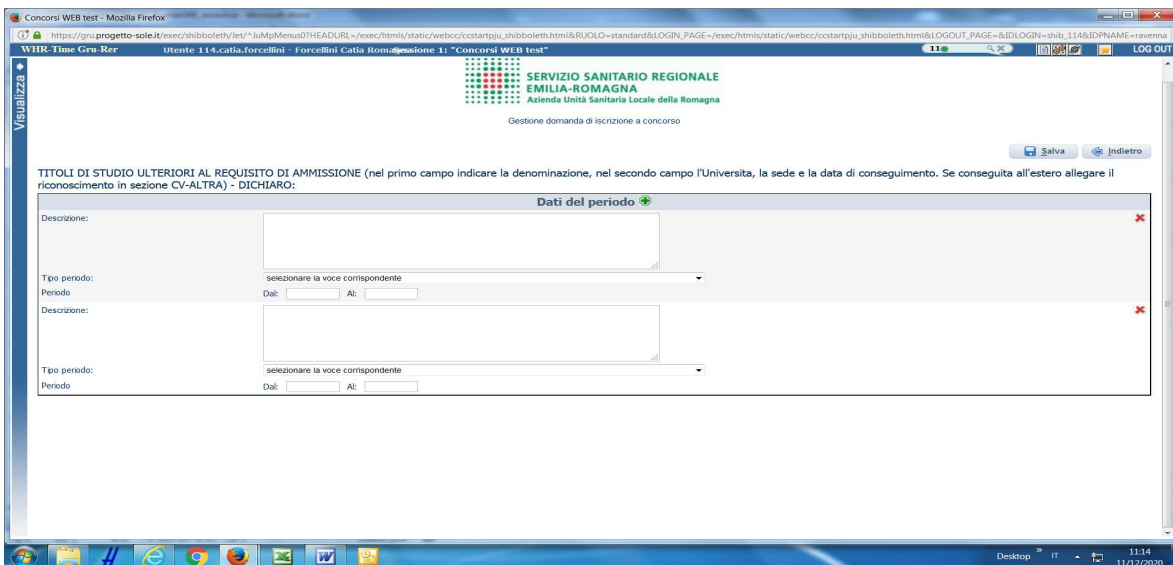 Concorsi WEB test - Mozilla Firefox
https://gru.progetto-sole.it/exec/shibboleth/Jet/^JuMpMenus0?HEADURL=/exec/htmls/static/webcc/ccstartpju_shibboleth.html&RUOLO=standard&LOGIN_PAGE=/exec/htmls/static/webcc/ccstartpju_shibboleth.html&LOGOUT_PAGE=&IDLOGIN=shib_114&IDPNAME=ravenna
WHR-Time Gru-Rer Utente 114.catia.forcellini - Forcellini Catia Sessione 1: "Concorsi WEB test" 11 LOG OUT
Visualizza
SERVIZIO SANITARIO REGIONALE
EMILIA-ROMAGNA
Azienda Unità Sanitaria Locale della Romagna
Gestione domanda di iscrizione a concorso
Salva Indietro
TITOLI DI STUDIO ULTERIORI AL REQUISITO DI AMMISSIONE (nel primo campo indicare la denominazione, nel secondo campo l'Universita, la sede e la data di conseguimento. Se conseguita all'estero allegare il
riconoscimento in sezione CV-ALTRA) - DICHIARO:
Dati del periodo
Descrizione:
Tipo periodo: selezionare la voce corrispondente
Periodo Dal: Al:
Descrizione:
Tipo periodo: selezionare la voce corrispondente
Periodo Dal: Al:
Desktop » IT 11:14
11/12/2020